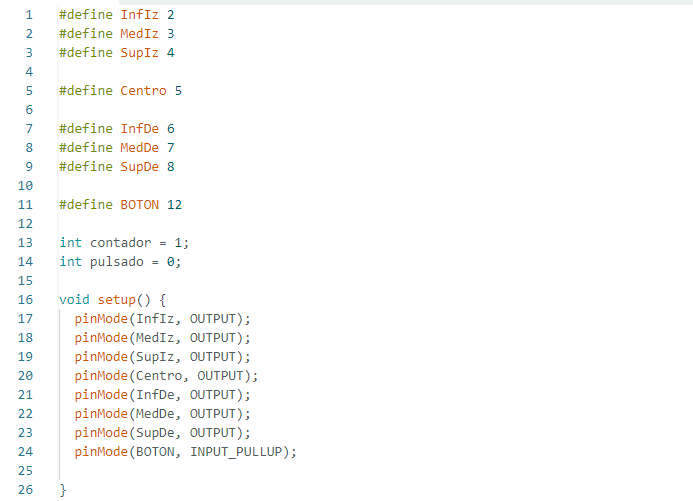 1 #define InfIz 2
2 #define MedIz 3
3 #define SupIz 4
4
5 #define Centro 5
6
7 #define InfDe 6
8 #define MedDe 7
9 #define SupDe 8
10
11 #define BOTON 12
12
13 int contador = 1;
14 int pulsado = 0;
15
16 void setup() {
17   pinMode(InfIz, OUTPUT);
18   pinMode(MedIz, OUTPUT);
19   pinMode(SupIz, OUTPUT);
20   pinMode(Centro, OUTPUT);
21   pinMode(InfDe, OUTPUT);
22   pinMode(MedDe, OUTPUT);
23   pinMode(SupDe, OUTPUT);
24   pinMode(BOTON, INPUT_PULLUP);
25
26 }